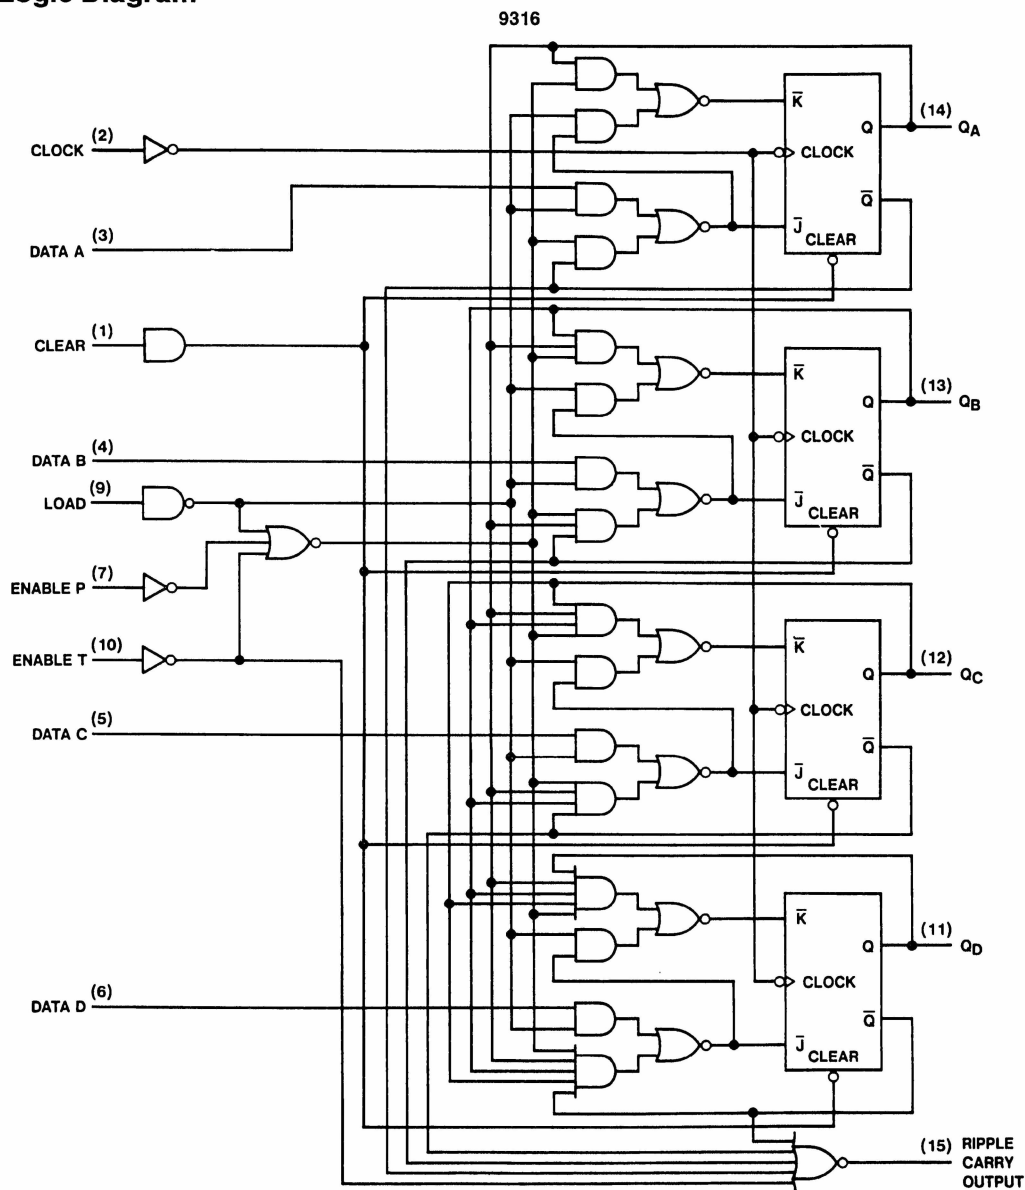 Logic Diagram
9316
CLOCK (2)
DATA A (3)
CLEAR (1)
DATA B (4)
LOAD (9)
ENABLE P (7)
ENABLE T (10)
DATA C (5)
DATA D (6)
K̅
Q (14) QA
CLOCK
Q̅
J̅
CLEAR
K̅
Q (13) QB
CLOCK
Q̅
J̅
CLEAR
K̅
Q (12) QC
CLOCK
Q̅
J̅
CLEAR
K̅
Q (11) QD
CLOCK
Q̅
J̅
CLEAR
(15) RIPPLE
CARRY
OUTPUT